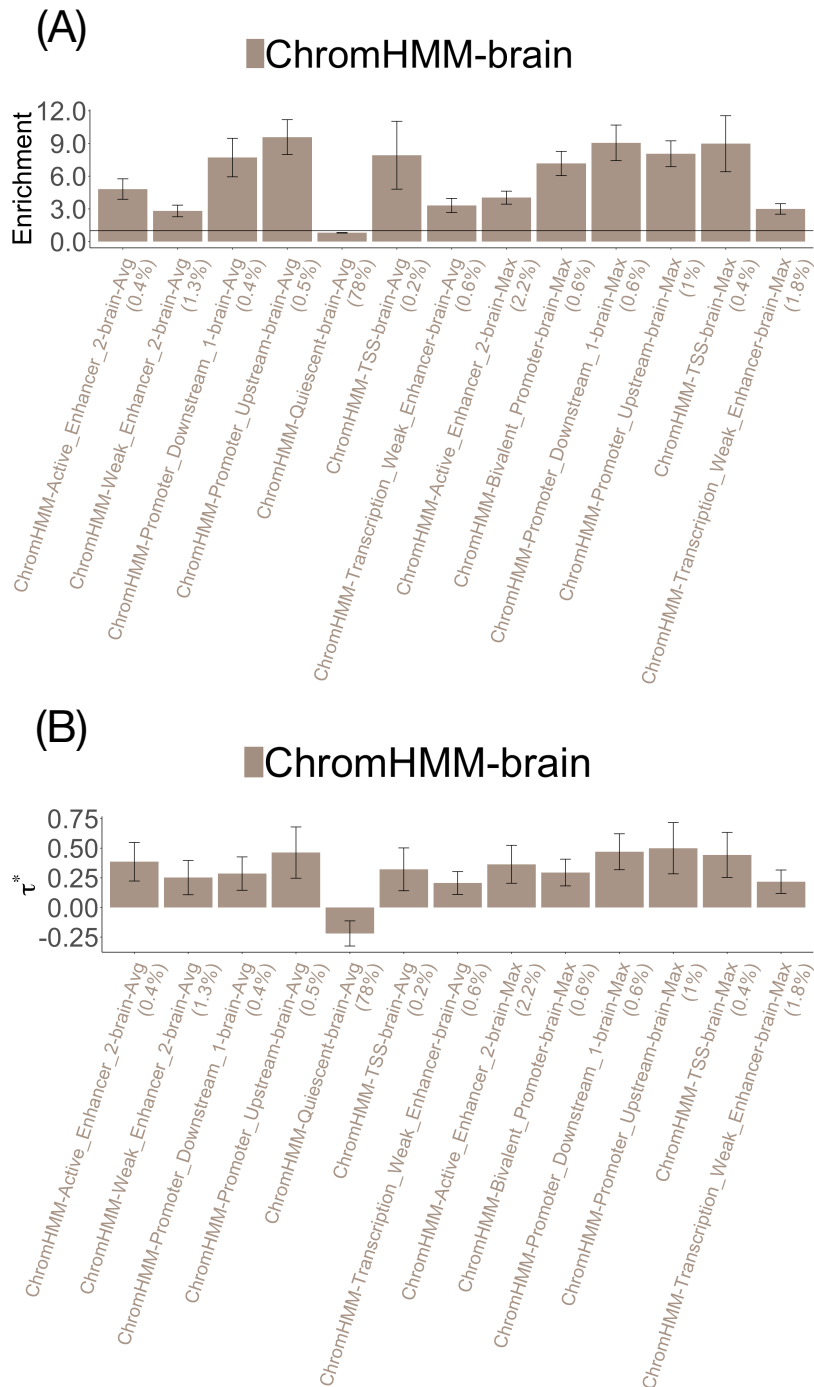 (A)
ChromHMM-brain
Enrichment
12.0
9.0
6.0
3.0
0.0
ChromHMM-Active_Enhancer_2-brain-Avg
(0.4%)
ChromHMM-Weak_Enhancer_2-brain-Avg
(1.3%)
ChromHMM-Promoter_Downstream_1-brain-Avg
(0.4%)
ChromHMM-Promoter_Upstream-brain-Avg
(0.5%)
ChromHMM-Quiescent-brain-Avg
(78%)
ChromHMM-TSS-brain-Avg
(0.2%)
ChromHMM-Transcription_Weak_Enhancer-brain-Avg
(0.6%)
ChromHMM-Active_Enhancer_2-brain-Max
(2.2%)
ChromHMM-Bivalent_Promoter-brain-Max
(0.6%)
ChromHMM-Promoter_Downstream_1-brain-Max
(0.6%)
ChromHMM-Promoter_Upstream-brain-Max
(1%)
ChromHMM-TSS-brain-Max
(0.4%)
ChromHMM-Transcription_Weak_Enhancer-brain-Max
(1.8%)
(B)
ChromHMM-brain
τ*
0.75
0.50
0.25
0.00
-0.25
ChromHMM-Active_Enhancer_2-brain-Avg
(0.4%)
ChromHMM-Weak_Enhancer_2-brain-Avg
(1.3%)
ChromHMM-Promoter_Downstream_1-brain-Avg
(0.4%)
ChromHMM-Promoter_Upstream-brain-Avg
(0.5%)
ChromHMM-Quiescent-brain-Avg
(78%)
ChromHMM-TSS-brain-Avg
(0.2%)
ChromHMM-Transcription_Weak_Enhancer-brain-Avg
(0.6%)
ChromHMM-Active_Enhancer_2-brain-Max
(2.2%)
ChromHMM-Bivalent_Promoter-brain-Max
(0.6%)
ChromHMM-Promoter_Downstream_1-brain-Max
(0.6%)
ChromHMM-Promoter_Upstream-brain-Max
(1%)
ChromHMM-TSS-brain-Max
(0.4%)
ChromHMM-Transcription_Weak_Enhancer-brain-Max
(1.8%)